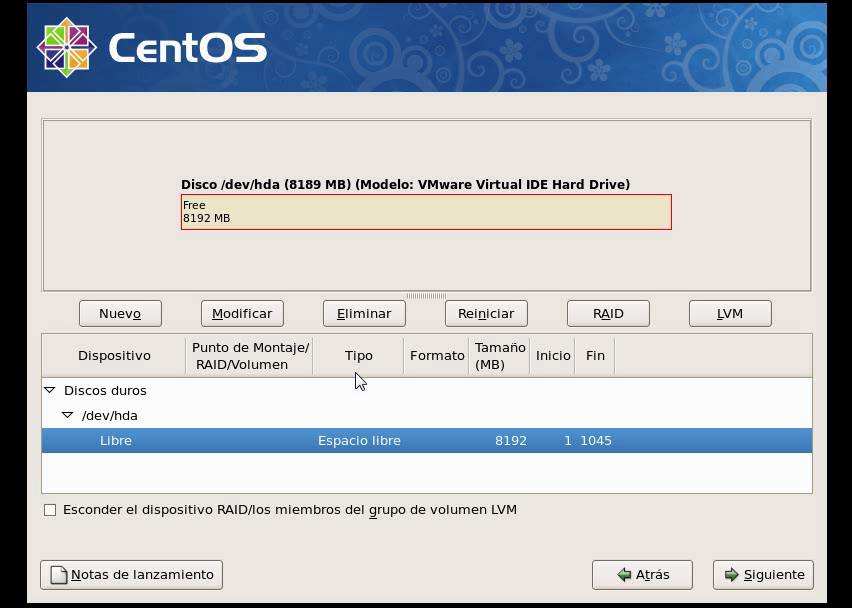 CentOS
Disco /dev/hda (8189 MB) (Modelo: VMware Virtual IDE Hard Drive)
Free
8192 MB
Nuevo Modificar Eliminar Reiniciar RAID LVM
Dispositivo Punto de Montaje/ RAID/Volumen Tipo Formato Tamaño (MB) Inicio Fin
Discos duros
/dev/hda
Libre Espacio libre 8192 1 1045
Esconder el dispositivo RAID/los miembros del grupo de volumen LVM
Notas de lanzamiento Atrás Siguiente